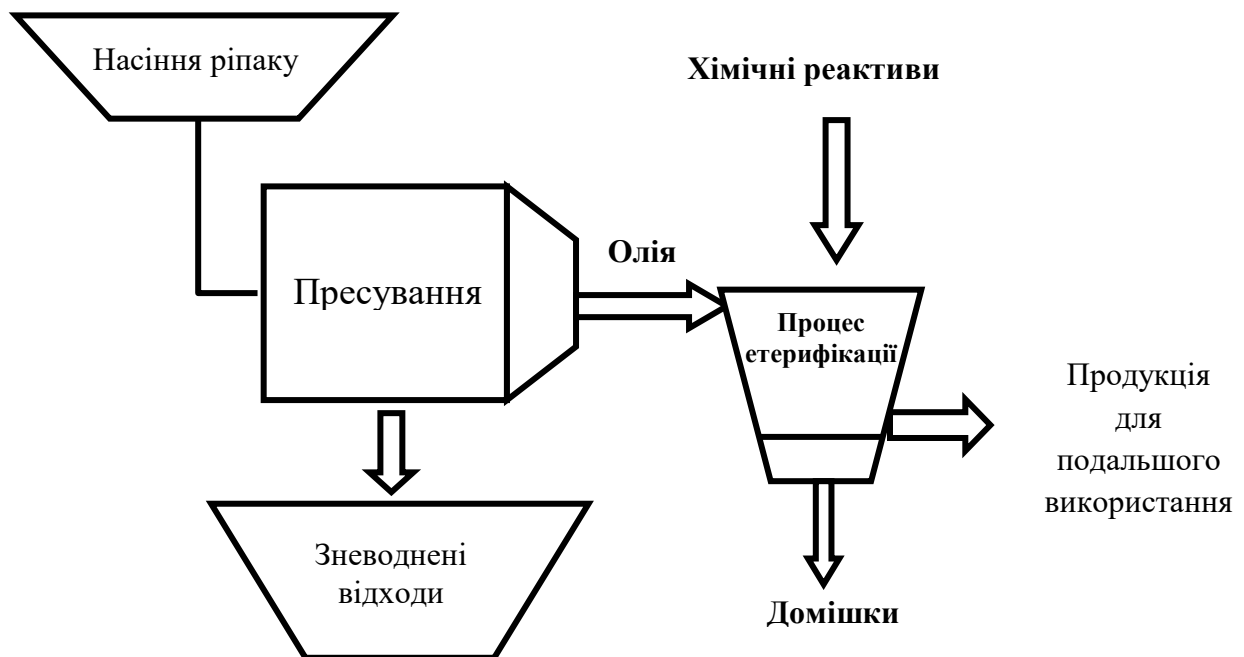 Насіння ріпаку
Хімічні реактиви
Олія
Пресування
Процес
етерифікації
Продукція
для
подальшого
використання
Зневоднені
відходи
Домішки